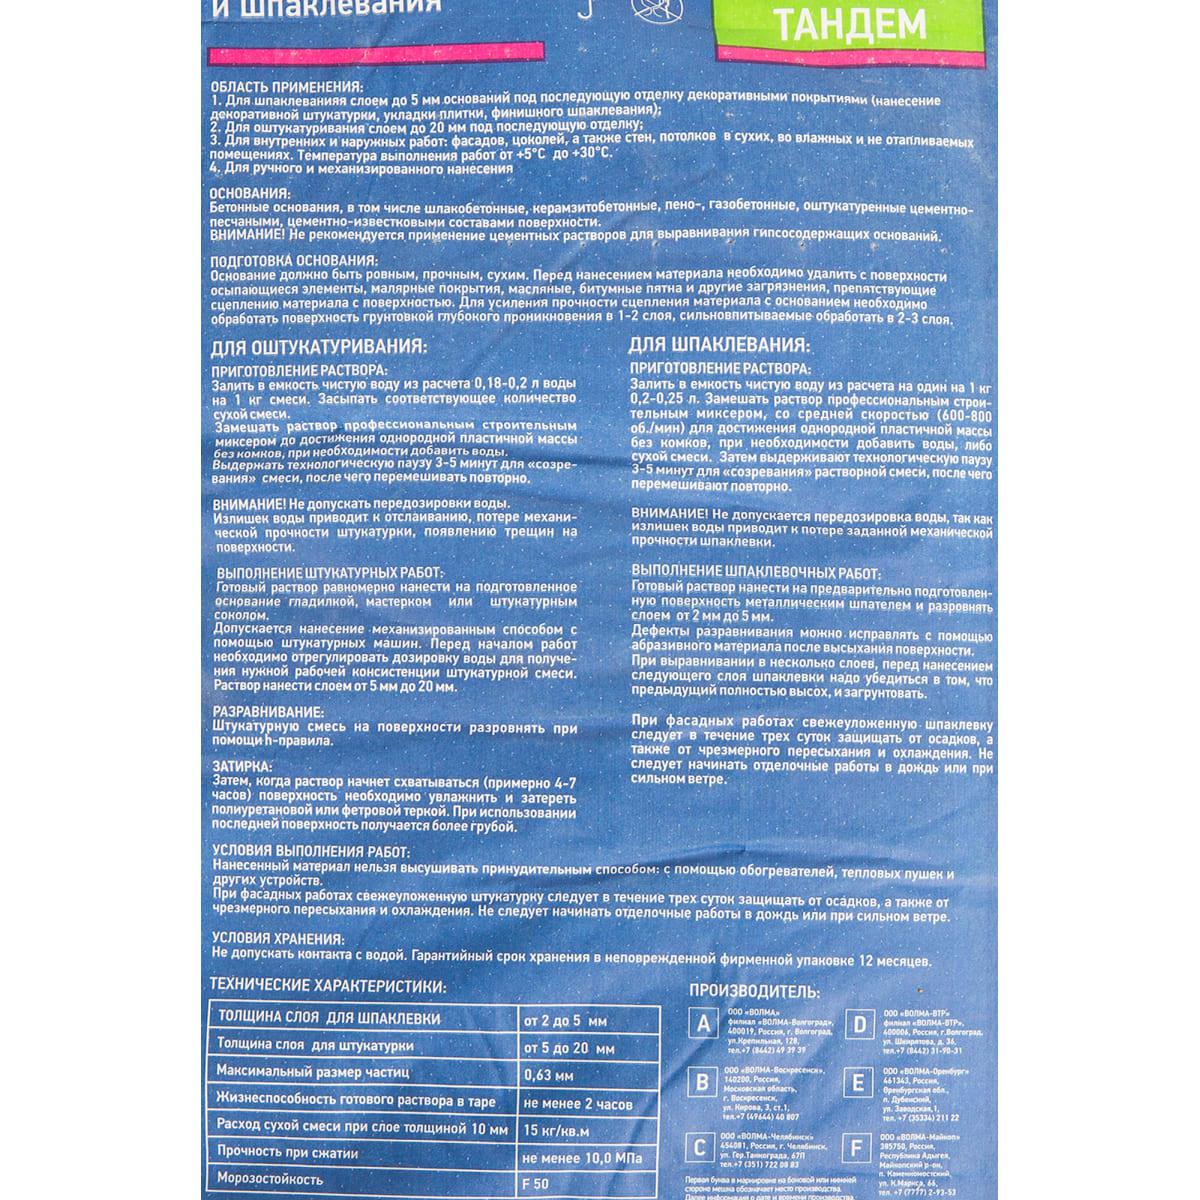 и шпаклевания
ТАНДЕМ
ОБЛАСТЬ ПРИМЕНЕНИЯ:
1. Для шпаклеванияя слоем до 5 мм оснований под последующую отделку декоративными покрытиями (нанесение
декоративной штукатурки, укладки плитки, финишного шпаклевания);
2. Для оштукатуривания слоем до 20 мм под последующую отделку;
3. Для внутренних и наружных работ: фасадов, цоколей, а также стен, потолков в сухих, во влажных и не отапливаемых
помещениях. Температура выполнения работ от +5°С до +30°С.
4. Для ручного и механизированного нанесения
ОСНОВАНИЯ:
Бетонные основания, в том числе шлакобетонные, керамзитобетонные, пено-, газобетонные, оштукатуренные цементно-
песчаными, цементно-известковыми составами поверхности.
ВНИМАНИЕ! Не рекомендуется применение цементных растворов для выравнивания гипсосодержащих оснований.
ПОДГОТОВКА ОСНОВАНИЯ:
Основание должно быть ровным, прочным, сухим. Перед нанесением материала необходимо удалить с поверхности
осыпающиеся элементы, малярные покрытия, масляные, битумные пятна и другие загрязнения, препятствующие
сцеплению материала с поверхностью. Для усиления прочности сцепления материала с основанием необходимо
обработать поверхность грунтовкой глубокого проникновения в 1-2 слоя, сильновпитываемые обработать в 2-3 слоя.
ДЛЯ ОШТУКАТУРИВАНИЯ:
ПРИГОТОВЛЕНИЕ РАСТВОРА:
Залить в емкость чистую воду из расчета 0,18-0,2 л воды
на 1 кг смеси. Засыпать соответствующее количество
сухой смеси.
Замешать раствор профессиональным строительным
миксером до достижения однородной пластичной массы
без комков, при необходимости добавить воды.
Выдержать технологическую паузу 3-5 минут для «созре-
вания» смеси, после чего перемешивать повторно.
ВНИМАНИЕ! Не допускать передозировки воды.
Излишек воды приводит к отслаиванию, потере механи-
ческой прочности штукатурки, появлению трещин на
поверхности.
ВЫПОЛНЕНИЕ ШТУКАТУРНЫХ РАБОТ:
Готовый раствор равномерно нанести на подготовленное
основание гладилкой, мастерком или штукатурным
соколом.
Допускается нанесение механизированным способом с
помощью штукатурных машин. Перед началом работ
необходимо отрегулировать дозировку воды для получе-
ния нужной рабочей консистенции штукатурной смеси.
Раствор нанести слоем от 5 мм до 20 мм.
РАЗРАВНИВАНИЕ:
Штукатурную смесь на поверхности разровнять при
помощи h-правила.
ЗАТИРКА:
Затем, когда раствор начнет схватываться (примерно 4-7
часов) поверхность необходимо увлажнить и затереть
полиуретановой или фетровой теркой. При использовании
последней поверхность получается более грубой.
ДЛЯ ШПАКЛЕВАНИЯ:
ПРИГОТОВЛЕНИЕ РАСТВОРА:
Залить в емкость чистую воду из расчета на один на 1 кг
0,2-0,25 л. Замешать раствор профессиональным строи-
тельным миксером, со средней скоростью (600-800
об./мин) для достижения однородной пластичной массы
без комков, при необходимости добавить воды, либо
сухой смеси. Затем выдерживают технологическую паузу
3-5 минут для «созревания» растворной смеси, после чего
перемешивают повторно.
ВНИМАНИЕ! Не допускается передозировка воды, так как
излишек воды приводит к потере заданной механической
прочности шпаклевки.
ВЫПОЛНЕНИЕ ШПАКЛЕВОЧНЫХ РАБОТ:
Готовый раствор нанести на предварительно подготовлен-
ную поверхность металлическим шпателем и разровнять
слоем от 2 мм до 5 мм.
Дефекты разравнивания можно исправлять с помощью
абразивного материала после высыхания поверхности.
При выравнивании в несколько слоев, перед нанесением
следующего слоя шпаклевки надо убедиться в том, что
предыдущий полностью высох, и загрунтовать.
При фасадных работах свежеуложенную шпаклевку
следует в течение трех суток защищать от осадков, а
также от чрезмерного пересыхания и охлаждения. Не
следует начинать отделочные работы в дождь или при
сильном ветре.
УСЛОВИЯ ВЫПОЛНЕНИЯ РАБОТ:
Нанесенный материал нельзя высушивать принудительным способом: с помощью обогревателей, тепловых пушек и
других устройств.
При фасадных работах свежеуложенную штукатурку следует в течение трех суток защищать от осадков, а также от
чрезмерного пересыхания и охлаждения. Не следует начинать отделочные работы в дождь или при сильном ветре.
УСЛОВИЯ ХРАНЕНИЯ:
Не допускать контакта с водой. Гарантийный срок хранения в неповрежденной фирменной упаковке 12 месяцев.
ТЕХНИЧЕСКИЕ ХАРАКТЕРИСТИКИ:
ТОЛЩИНА СЛОЯ ДЛЯ ШПАКЛЕВКИ от 2 до 5 мм
Толщина слоя для штукатурки от 5 до 20 мм
Максимальный размер частиц 0,63 мм
Жизнеспособность готового раствора в таре не менее 2 часов
Расход сухой смеси при слое толщиной 10 мм 15 кг/кв.м
Прочность при сжатии не менее 10,0 МПа
Морозостойкость F 50
ПРОИЗВОДИТЕЛЬ:
A
ООО «ВОЛМА»
филиал «ВОЛМА-Волгоград»,
400019, Россия, г. Волгоград,
ул.Крепильная, 128,
тел.+7 (8442) 49 39 39
B
ООО «ВОЛМА-Воскресенск»,
140200, Россия,
Московская область,
г. Воскресенск,
ул. Кирова, 3, ст.1,
тел.+7 (49644) 40 807
C
ООО «ВОЛМА-Челябинск»
454081, Россия, г. Челябинск,
ул. Гер.Танкограда, 67П
тел.+7 (351) 722 08 83
D
ООО «ВОЛМА-ВТР»
филиал «ВОЛМА-ВТР»,
400006, Россия, г.Волгоград,
ул. Шкирятова, д. 36,
тел.+7 (8442) 31-90-31
E
ООО «ВОЛМА-Оренбург»
461343, Россия,
Оренбургская обл.,
п. Дубенский,
ул. Заводская,1,
тел. +7 (35334) 211 22
F
ООО «ВОЛМА-Майкоп»
385750, Россия,
Республика Адыгея,
Майкопский р-он,
п. Каменномостский,
ул. К.Маркса, 66,
тел. +7 (7777) 2-93-53
Первая буква в маркировке на боковой или нижней
стороне мешка обозначает место производства.
Далее информация о дате и времени производства.